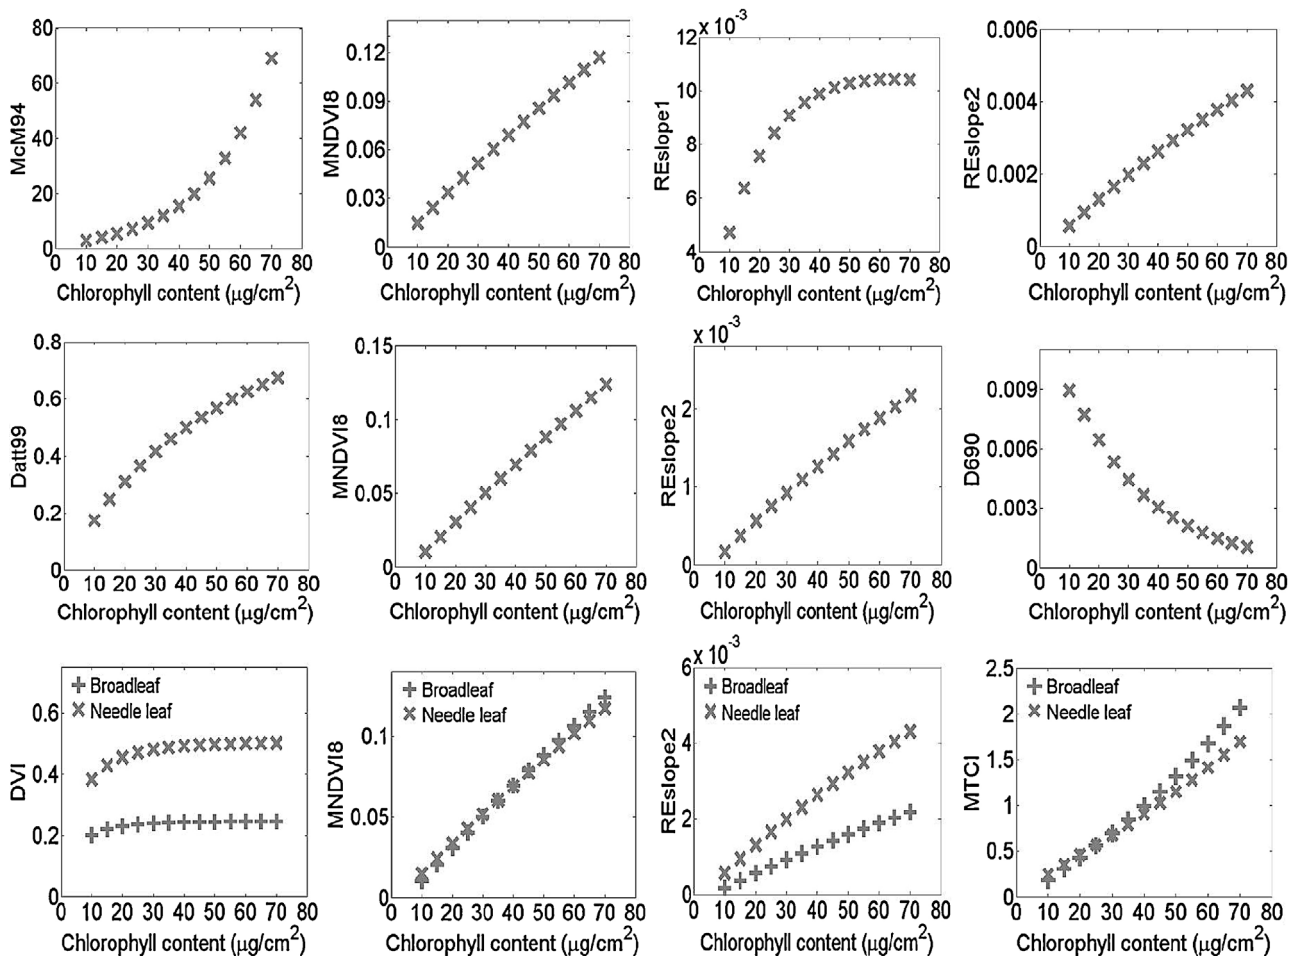 80
60
40
20
0
McM94
10 20 30 40 50 60 70 80
Chlorophyll content (μg/cm²)
0.12
0.09
0.06
0.03
0
MNDVI8
0 10 20 30 40 50 60 70 80
Chlorophyll content (μg/cm²)
x 10⁻³
12
10
8
6
4
REslope1
0 10 20 30 40 50 60 70 80
Chlorophyll content (μg/cm²)
0.006
0.004
0.002
0
REslope2
0 10 20 30 40 50 60 70 80
Chlorophyll content (μg/cm²)
0.8
0.6
0.4
0.2
0
Datt99
0 10 20 30 40 50 60 70 80
Chlorophyll content (μg/cm²)
0.15
0.1
0.05
0
MNDVI8
0 10 20 30 40 50 60 70 80
Chlorophyll content (μg/cm²)
x 10⁻³
2
1
0
REslope2
0 10 20 30 40 50 60 70 80
Chlorophyll content (μg/cm²)
0.009
0.006
0.003
0
D690
0 10 20 30 40 50 60 70 80
Chlorophyll content (μg/cm²)
Broadleaf
Needle leaf
0.6
0.4
0.2
0
DVI
0 10 20 30 40 50 60 70 80
Chlorophyll content (μg/cm²)
Broadleaf
Needle leaf
0.1
0.05
0
MNDVI8
0 10 20 30 40 50 60 70 80
Chlorophyll content (μg/cm²)
x 10⁻³
Broadleaf
Needle leaf
6
4
2
0
REslope2
0 10 20 30 40 50 60 70 80
Chlorophyll content (μg/cm²)
Broadleaf
Needle leaf
2.5
2
1.5
1
0.5
0
MTCI
0 10 20 30 40 50 60 70 80
Chlorophyll content (μg/cm²)